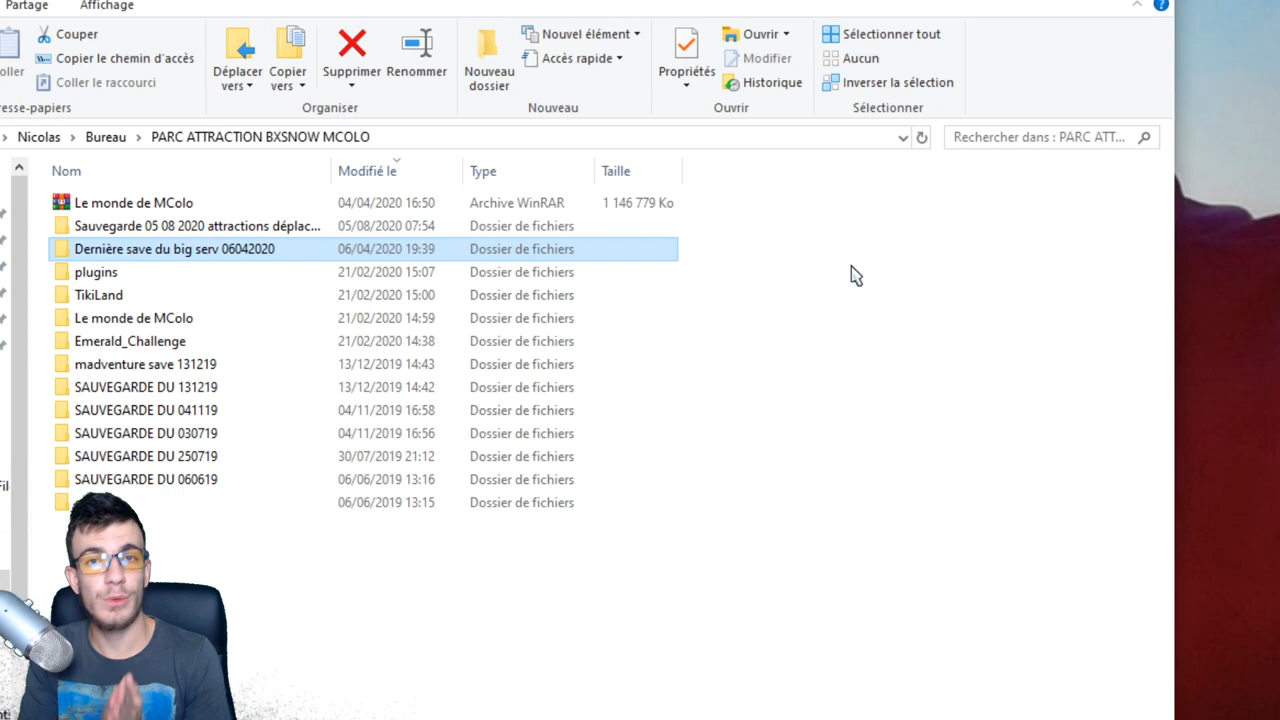 Partage Affichage
Couper
Copier le chemin d'accès
Coller le raccourci
Déplacer vers
Copier vers
Supprimer
Renommer
Nouveau dossier
Nouvel élément
Accès rapide
Propriétés
Ouvrir
Modifier
Historique
Sélectionner tout
Aucun
Inverser la sélection
Organiser
Nouveau
Ouvrir
Sélectionner
Nicolas > Bureau > PARC ATTRACTION BXSNOW MCOLO
Rechercher dans : PARC ATT...
Nom Modifié le Type Taille
Le monde de MColo 04/04/2020 16:50 Archive WinRAR 1 146 779 Ko
Sauvegarde 05 08 2020 attractions déplac... 05/08/2020 07:54 Dossier de fichiers
Dernière save du big serv 06042020 06/04/2020 19:39 Dossier de fichiers
plugins 21/02/2020 15:07 Dossier de fichiers
TikiLand 21/02/2020 15:00 Dossier de fichiers
Le monde de MColo 21/02/2020 14:59 Dossier de fichiers
Emerald_Challenge 21/02/2020 14:38 Dossier de fichiers
madventure save 131219 13/12/2019 14:43 Dossier de fichiers
SAUVEGARDE DU 131219 13/12/2019 14:42 Dossier de fichiers
SAUVEGARDE DU 041119 04/11/2019 16:58 Dossier de fichiers
SAUVEGARDE DU 030719 04/11/2019 16:56 Dossier de fichiers
SAUVEGARDE DU 250719 30/07/2019 21:12 Dossier de fichiers
SAUVEGARDE DU 060619 06/06/2019 13:16 Dossier de fichiers
06/06/2019 13:15 Dossier de fichiers